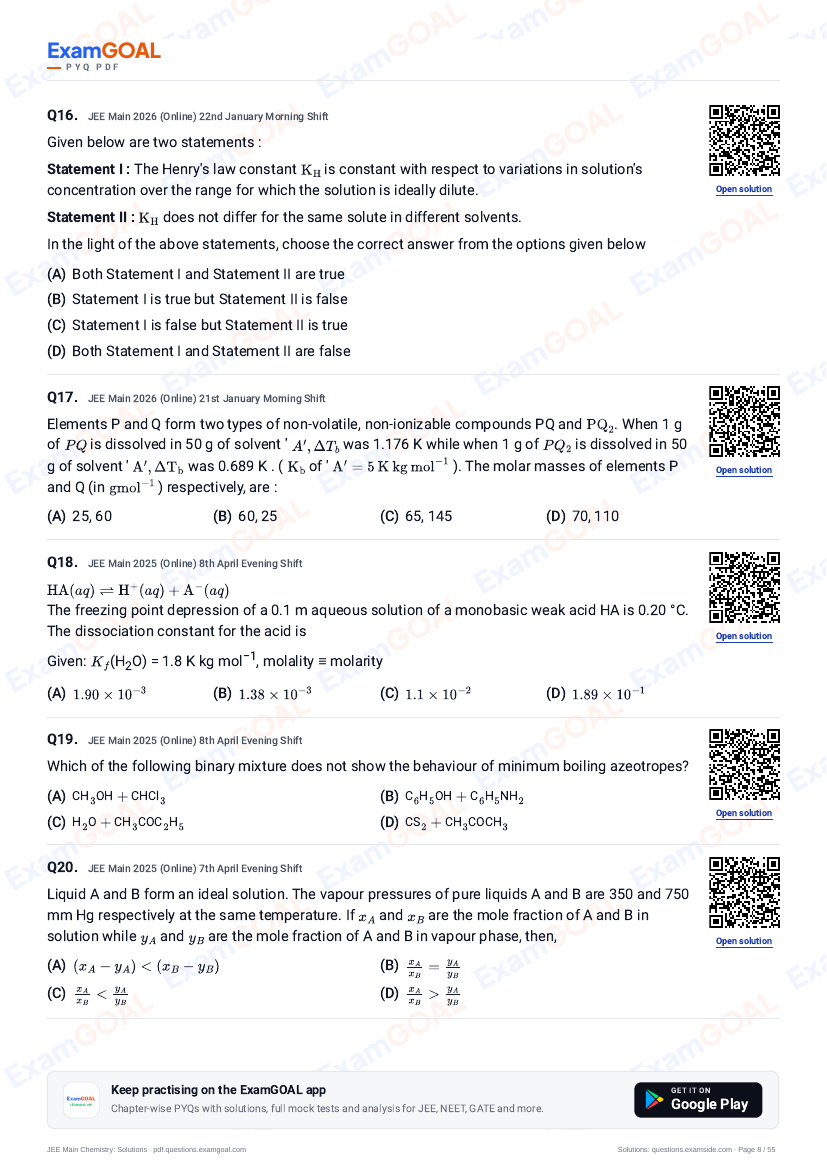 ExamGOAL
PYQ PDF
Q16. JEE Main 2026 (Online) 22nd January Morning Shift
Given below are two statements :
Statement I : The Henry's law constant K_H is constant with respect to variations in solution's
concentration over the range for which the solution is ideally dilute.
Statement II : K_H does not differ for the same solute in different solvents.
In the light of the above statements, choose the correct answer from the options given below
(A) Both Statement I and Statement II are true
(B) Statement I is true but Statement II is false
(C) Statement I is false but Statement II is true
(D) Both Statement I and Statement II are false
Open solution
Q17. JEE Main 2026 (Online) 21st January Morning Shift
Elements P and Q form two types of non-volatile, non-ionizable compounds PQ and PQ₂. When 1 g
of PQ is dissolved in 50 g of solvent ' A′, ΔT_b was 1.176 K while when 1 g of PQ₂ is dissolved in 50
g of solvent ' A′, ΔT_b was 0.689 K . ( K_b of ' A′ = 5 K kg mol⁻¹ ). The molar masses of elements P
and Q (in gmol⁻¹ ) respectively, are :
(A) 25, 60 (B) 60, 25 (C) 65, 145 (D) 70, 110
Open solution
Q18. JEE Main 2025 (Online) 8th April Evening Shift
HA(aq) ⇌ H⁺(aq) + A⁻(aq)
The freezing point depression of a 0.1 m aqueous solution of a monobasic weak acid HA is 0.20 °C.
The dissociation constant for the acid is
Given: K_f(H₂O) = 1.8 K kg mol⁻¹, molality ≡ molarity
(A) 1.90 × 10⁻³ (B) 1.38 × 10⁻³ (C) 1.1 × 10⁻² (D) 1.89 × 10⁻¹
Open solution
Q19. JEE Main 2025 (Online) 8th April Evening Shift
Which of the following binary mixture does not show the behaviour of minimum boiling azeotropes?
(A) CH₃OH + CHCl₃ (B) C₆H₅OH + C₆H₅NH₂
(C) H₂O + CH₃COC₂H₅ (D) CS₂ + CH₃COCH₃
Open solution
Q20. JEE Main 2025 (Online) 7th April Evening Shift
Liquid A and B form an ideal solution. The vapour pressures of pure liquids A and B are 350 and 750
mm Hg respectively at the same temperature. If x_A and x_B are the mole fraction of A and B in
solution while y_A and y_B are the mole fraction of A and B in vapour phase, then,
(A) (x_A − y_A) < (x_B − y_B) (B) x_A/x_B = y_A/y_B
(C) x_A/x_B < y_A/y_B (D) x_A/x_B > y_A/y_B
Open solution
ExamGOAL
Keep practising on the ExamGOAL app
Chapter-wise PYQs with solutions, full mock tests and analysis for JEE, NEET, GATE and more.
GET IT ON
Google Play
JEE Main Chemistry: Solutions · pdf.questions.examgoal.com Solutions: questions.examside.com · Page 8 / 55